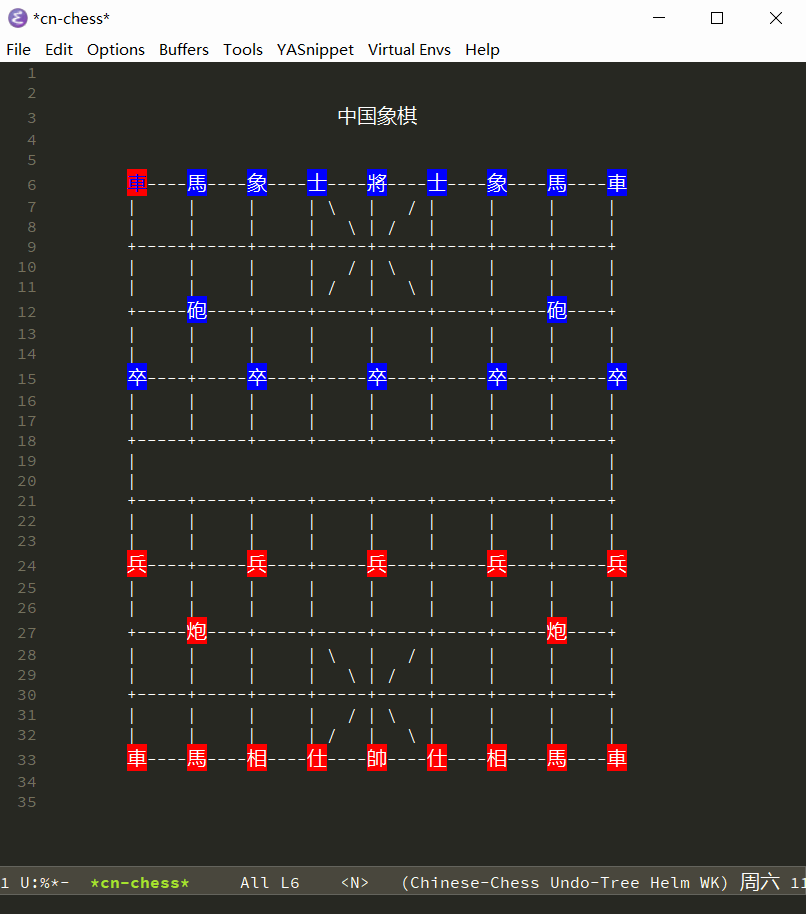 *cn-chess*
File Edit Options Buffers Tools YASnippet Virtual Envs Help
1
2
3                              中国象棋
4
5
6         車----馬----象----士----將----士----象----馬----車
7         |     |     |     | \   |   / |     |     |     |
8         |     |     |     |   \ | /   |     |     |     |
9         +-----+-----+-----+-----+-----+-----+-----+-----+
10        |     |     |     |   / | \   |     |     |     |
11        |     |     |     | /   |   \ |     |     |     |
12        +-----砲----+-----+-----+-----+-----+-----砲----+
13        |     |     |     |     |     |     |     |     |
14        |     |     |     |     |     |     |     |     |
15        卒----+-----卒----+-----卒----+-----卒----+-----卒
16        |     |     |     |     |     |     |     |     |
17        |     |     |     |     |     |     |     |     |
18        +-----+-----+-----+-----+-----+-----+-----+-----+
19        |                                               |
20        |                                               |
21        +-----+-----+-----+-----+-----+-----+-----+-----+
22        |     |     |     |     |     |     |     |     |
23        |     |     |     |     |     |     |     |     |
24        兵----+-----兵----+-----兵----+-----兵----+-----兵
25        |     |     |     |     |     |     |     |     |
26        |     |     |     |     |     |     |     |     |
27        +-----炮----+-----+-----+-----+-----+-----炮----+
28        |     |     |     | \   |   / |     |     |     |
29        |     |     |     |   \ | /   |     |     |     |
30        +-----+-----+-----+-----+-----+-----+-----+-----+
31        |     |     |     |   / | \   |     |     |     |
32        |     |     |     | /   |   \ |     |     |     |
33        車----馬----相----仕----帥----仕----相----馬----車
34
35
1 U:%*-  *cn-chess*     All L6    <N>   (Chinese-Chess Undo-Tree Helm WK) 周六 11